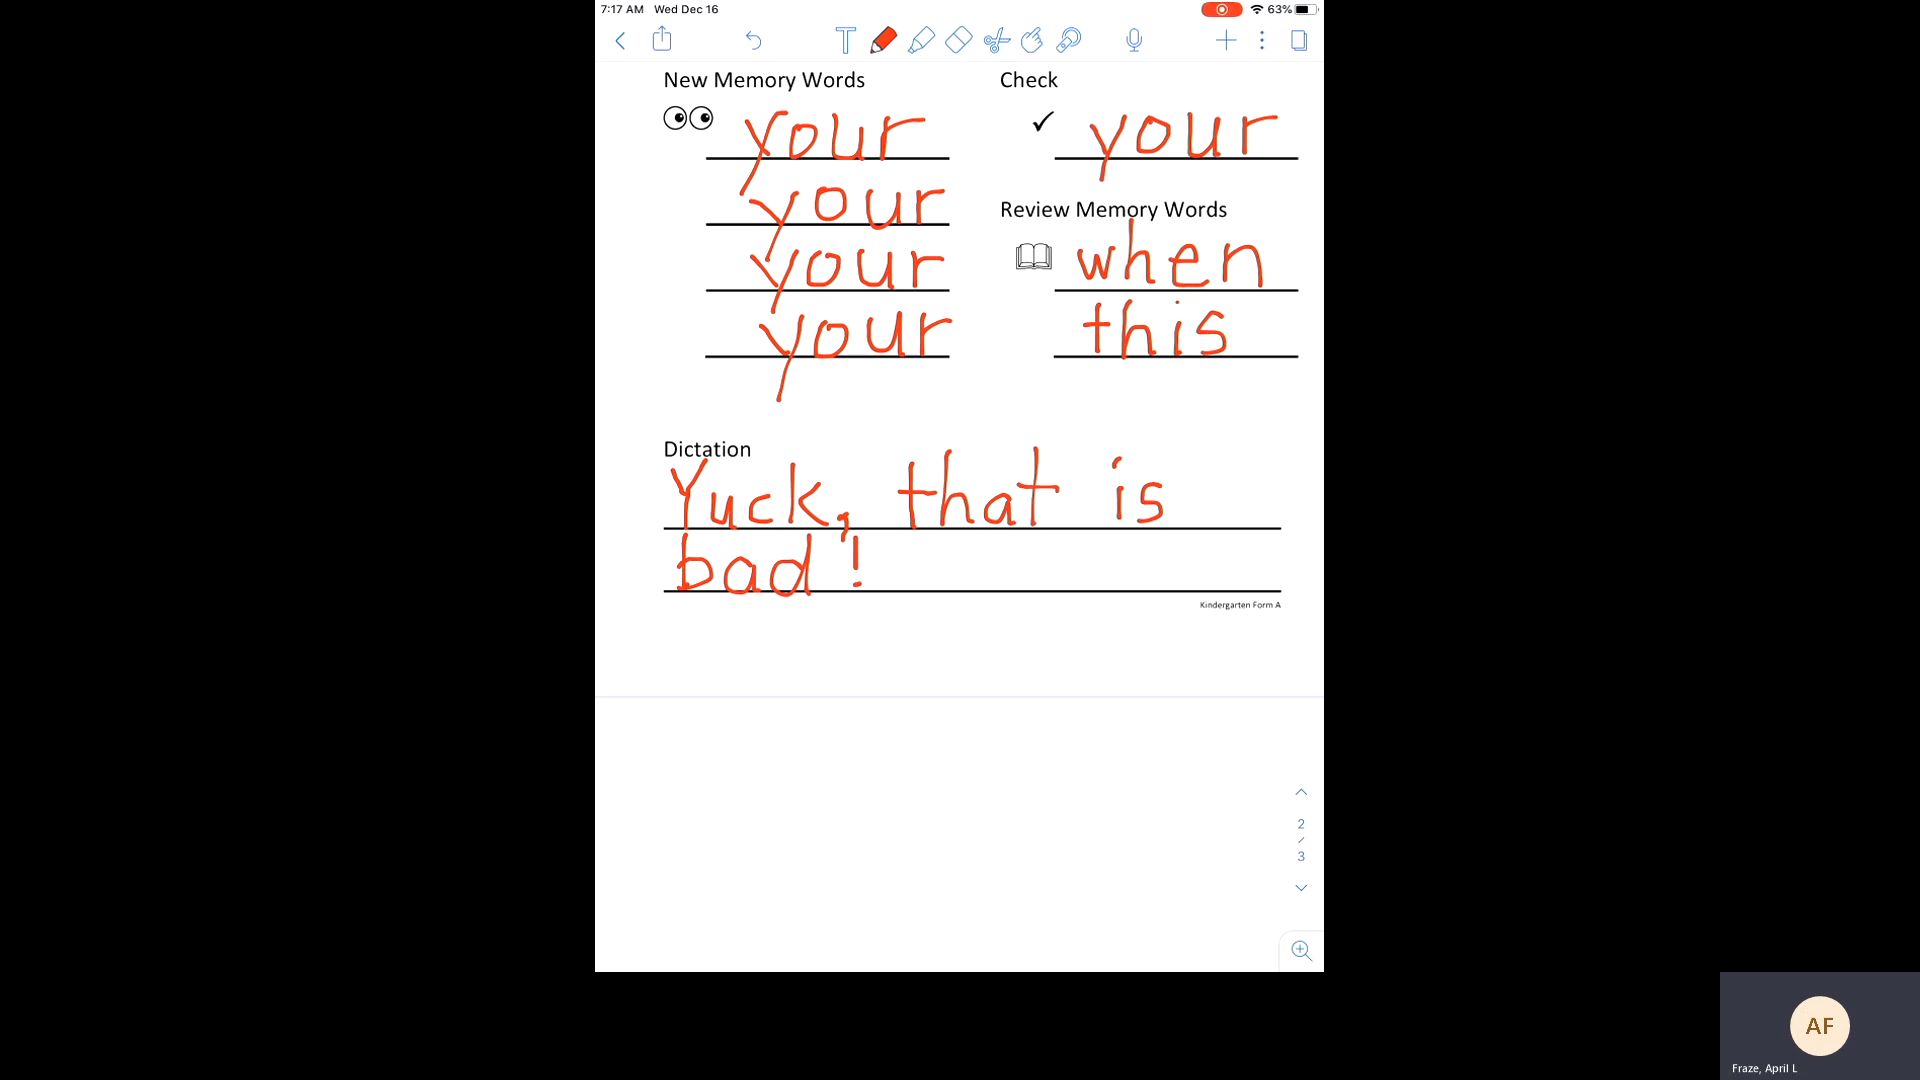 7:17 AM Wed Dec 16
63%
New Memory Words
your
your
your
your
Check
your
Review Memory Words
when
this
Dictation
Yuck, that is
bad!
Kindergarten Form A
2
/
3
AF
Fraze, April L